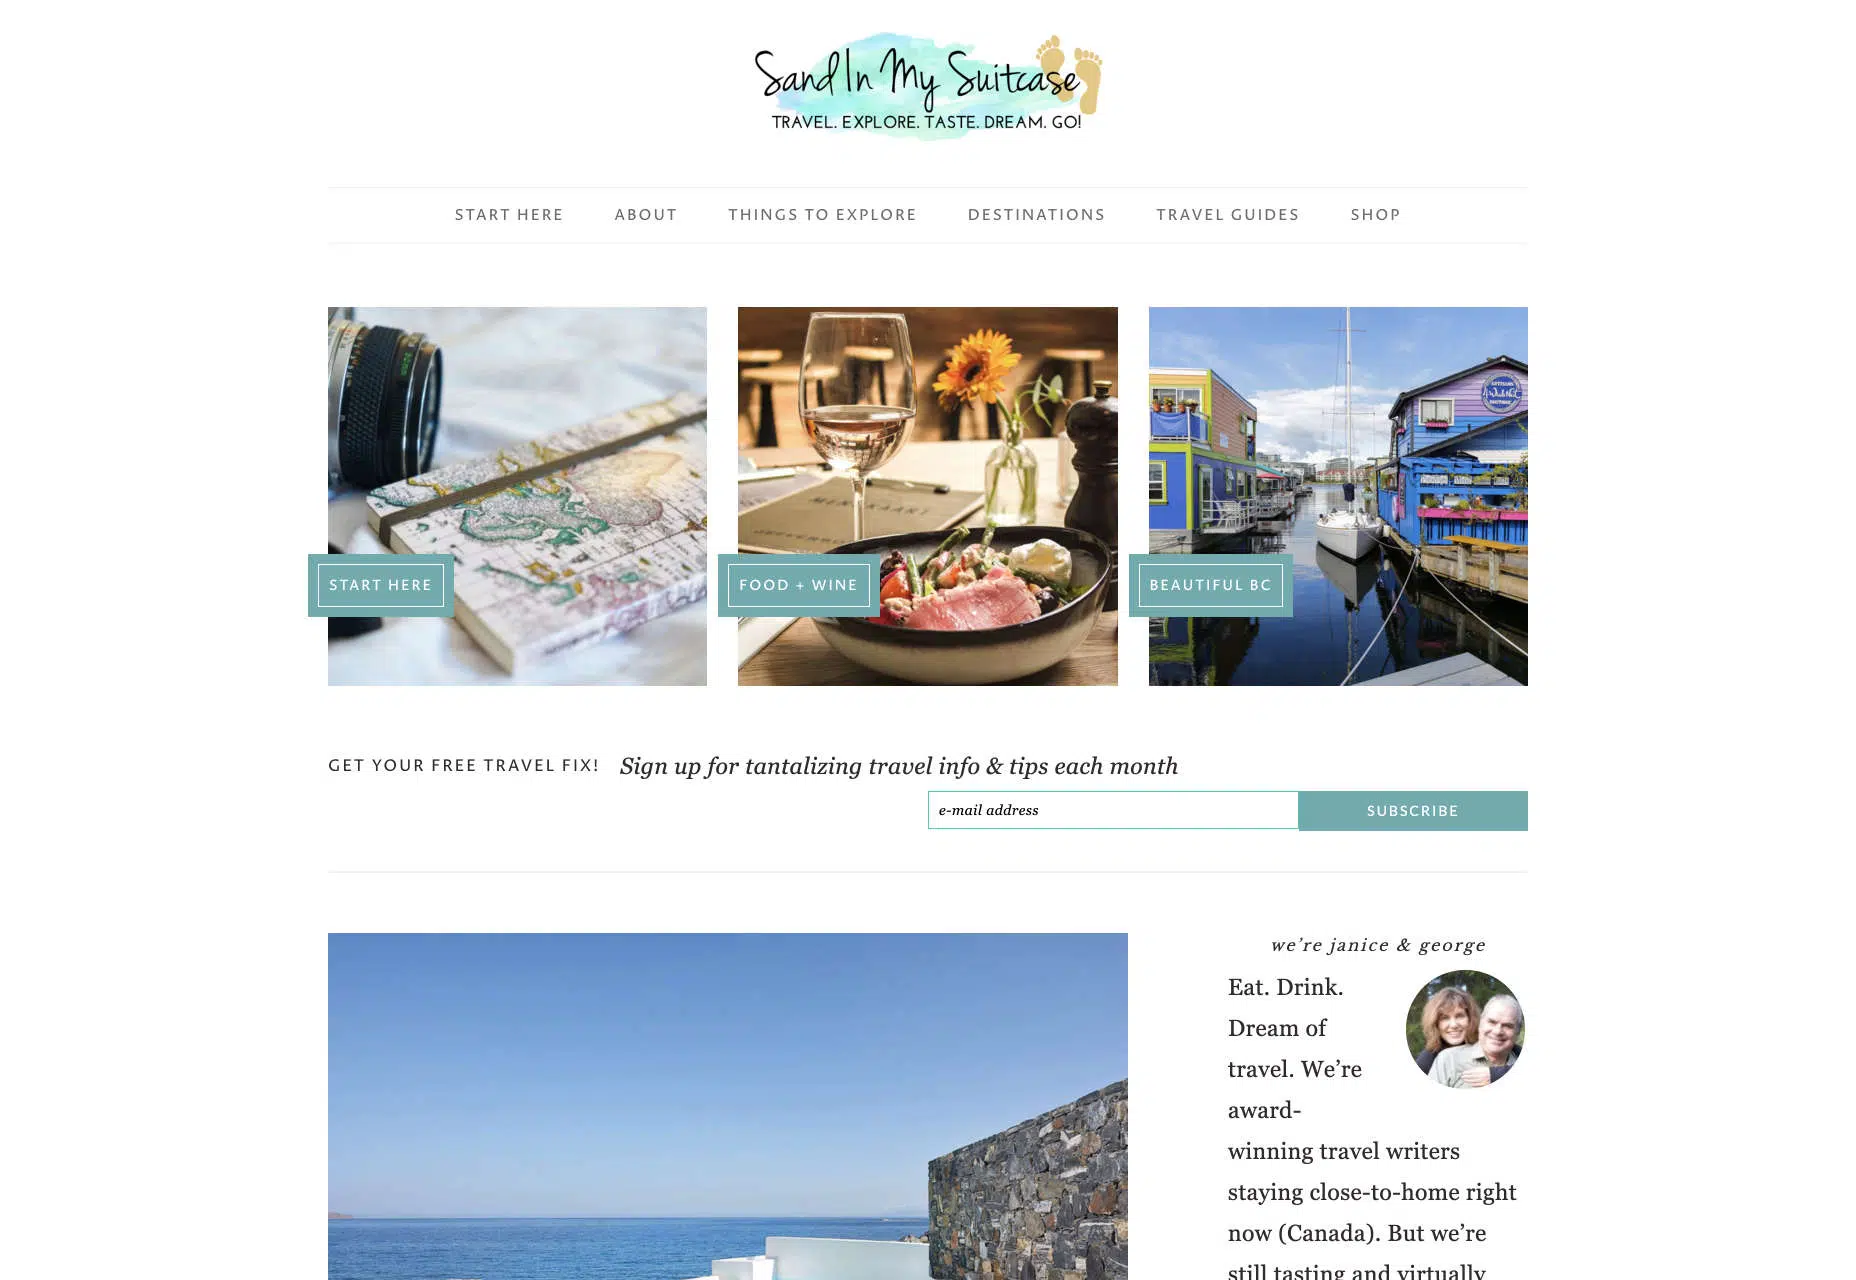 Sand In My Suitcase
TRAVEL. EXPLORE. TASTE. DREAM. GO!
START HERE ABOUT THINGS TO EXPLORE DESTINATIONS TRAVEL GUIDES SHOP
START HERE
FOOD + WINE
BEAUTIFUL BC
GET YOUR FREE TRAVEL FIX! Sign up for tantalizing travel info & tips each month
e-mail address SUBSCRIBE
we're janice & george
Eat. Drink.
Dream of
travel. We're
award-
winning travel writers
staying close-to-home right
now (Canada). But we're
still tasting and virtually